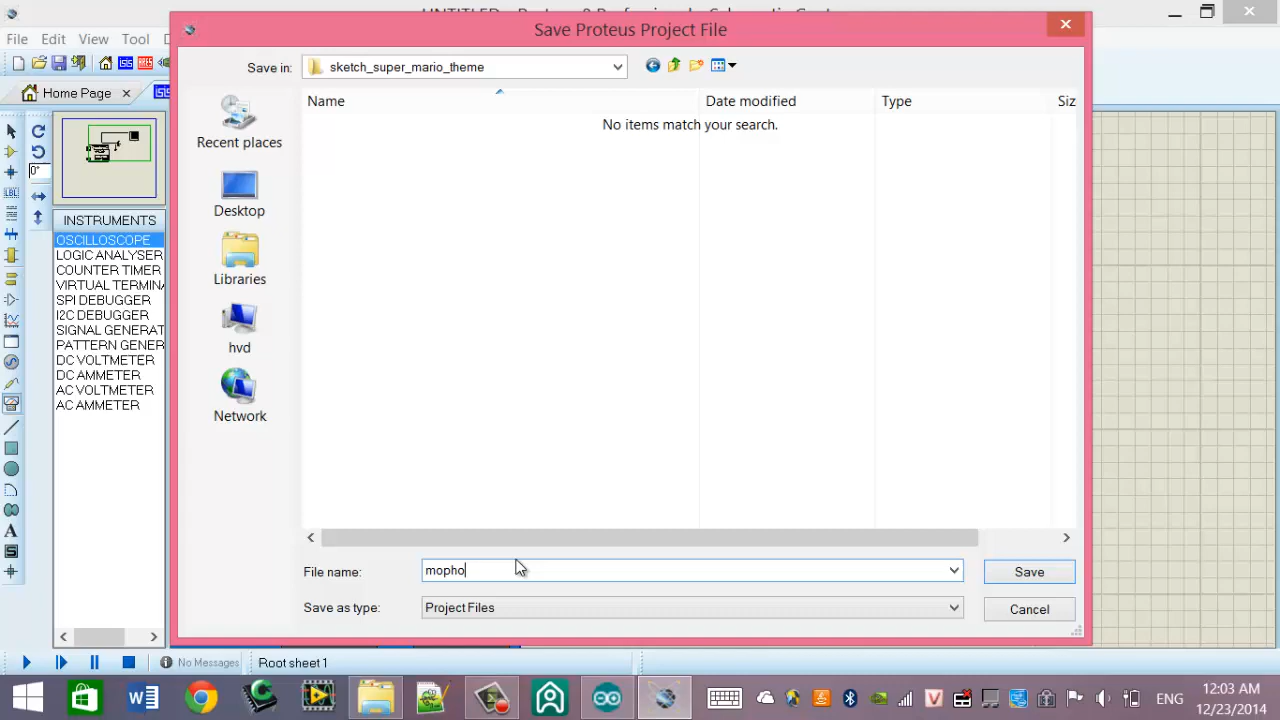 Save Proteus Project File
File Edit View Tool
Save in: sketch_super_mario_theme
Home Page
Name Date modified Type Siz
No items match your search.
Recent places
Desktop
Libraries
hvd
Network
0°
LBL
INSTRUMENTS
OSCILLOSCOPE
LOGIC ANALYSER
COUNTER TIMER
VIRTUAL TERMINA
SPI DEBUGGER
I2C DEBUGGER
SIGNAL GENERAT
PATTERN GENER
DC VOLTMETER
DC AMMETER
AC VOLTMETER
AC AMMETER
File name: mopho Save
Save as type: Project Files Cancel
No Messages Root sheet 1
ENG
12:03 AM
12/23/2014